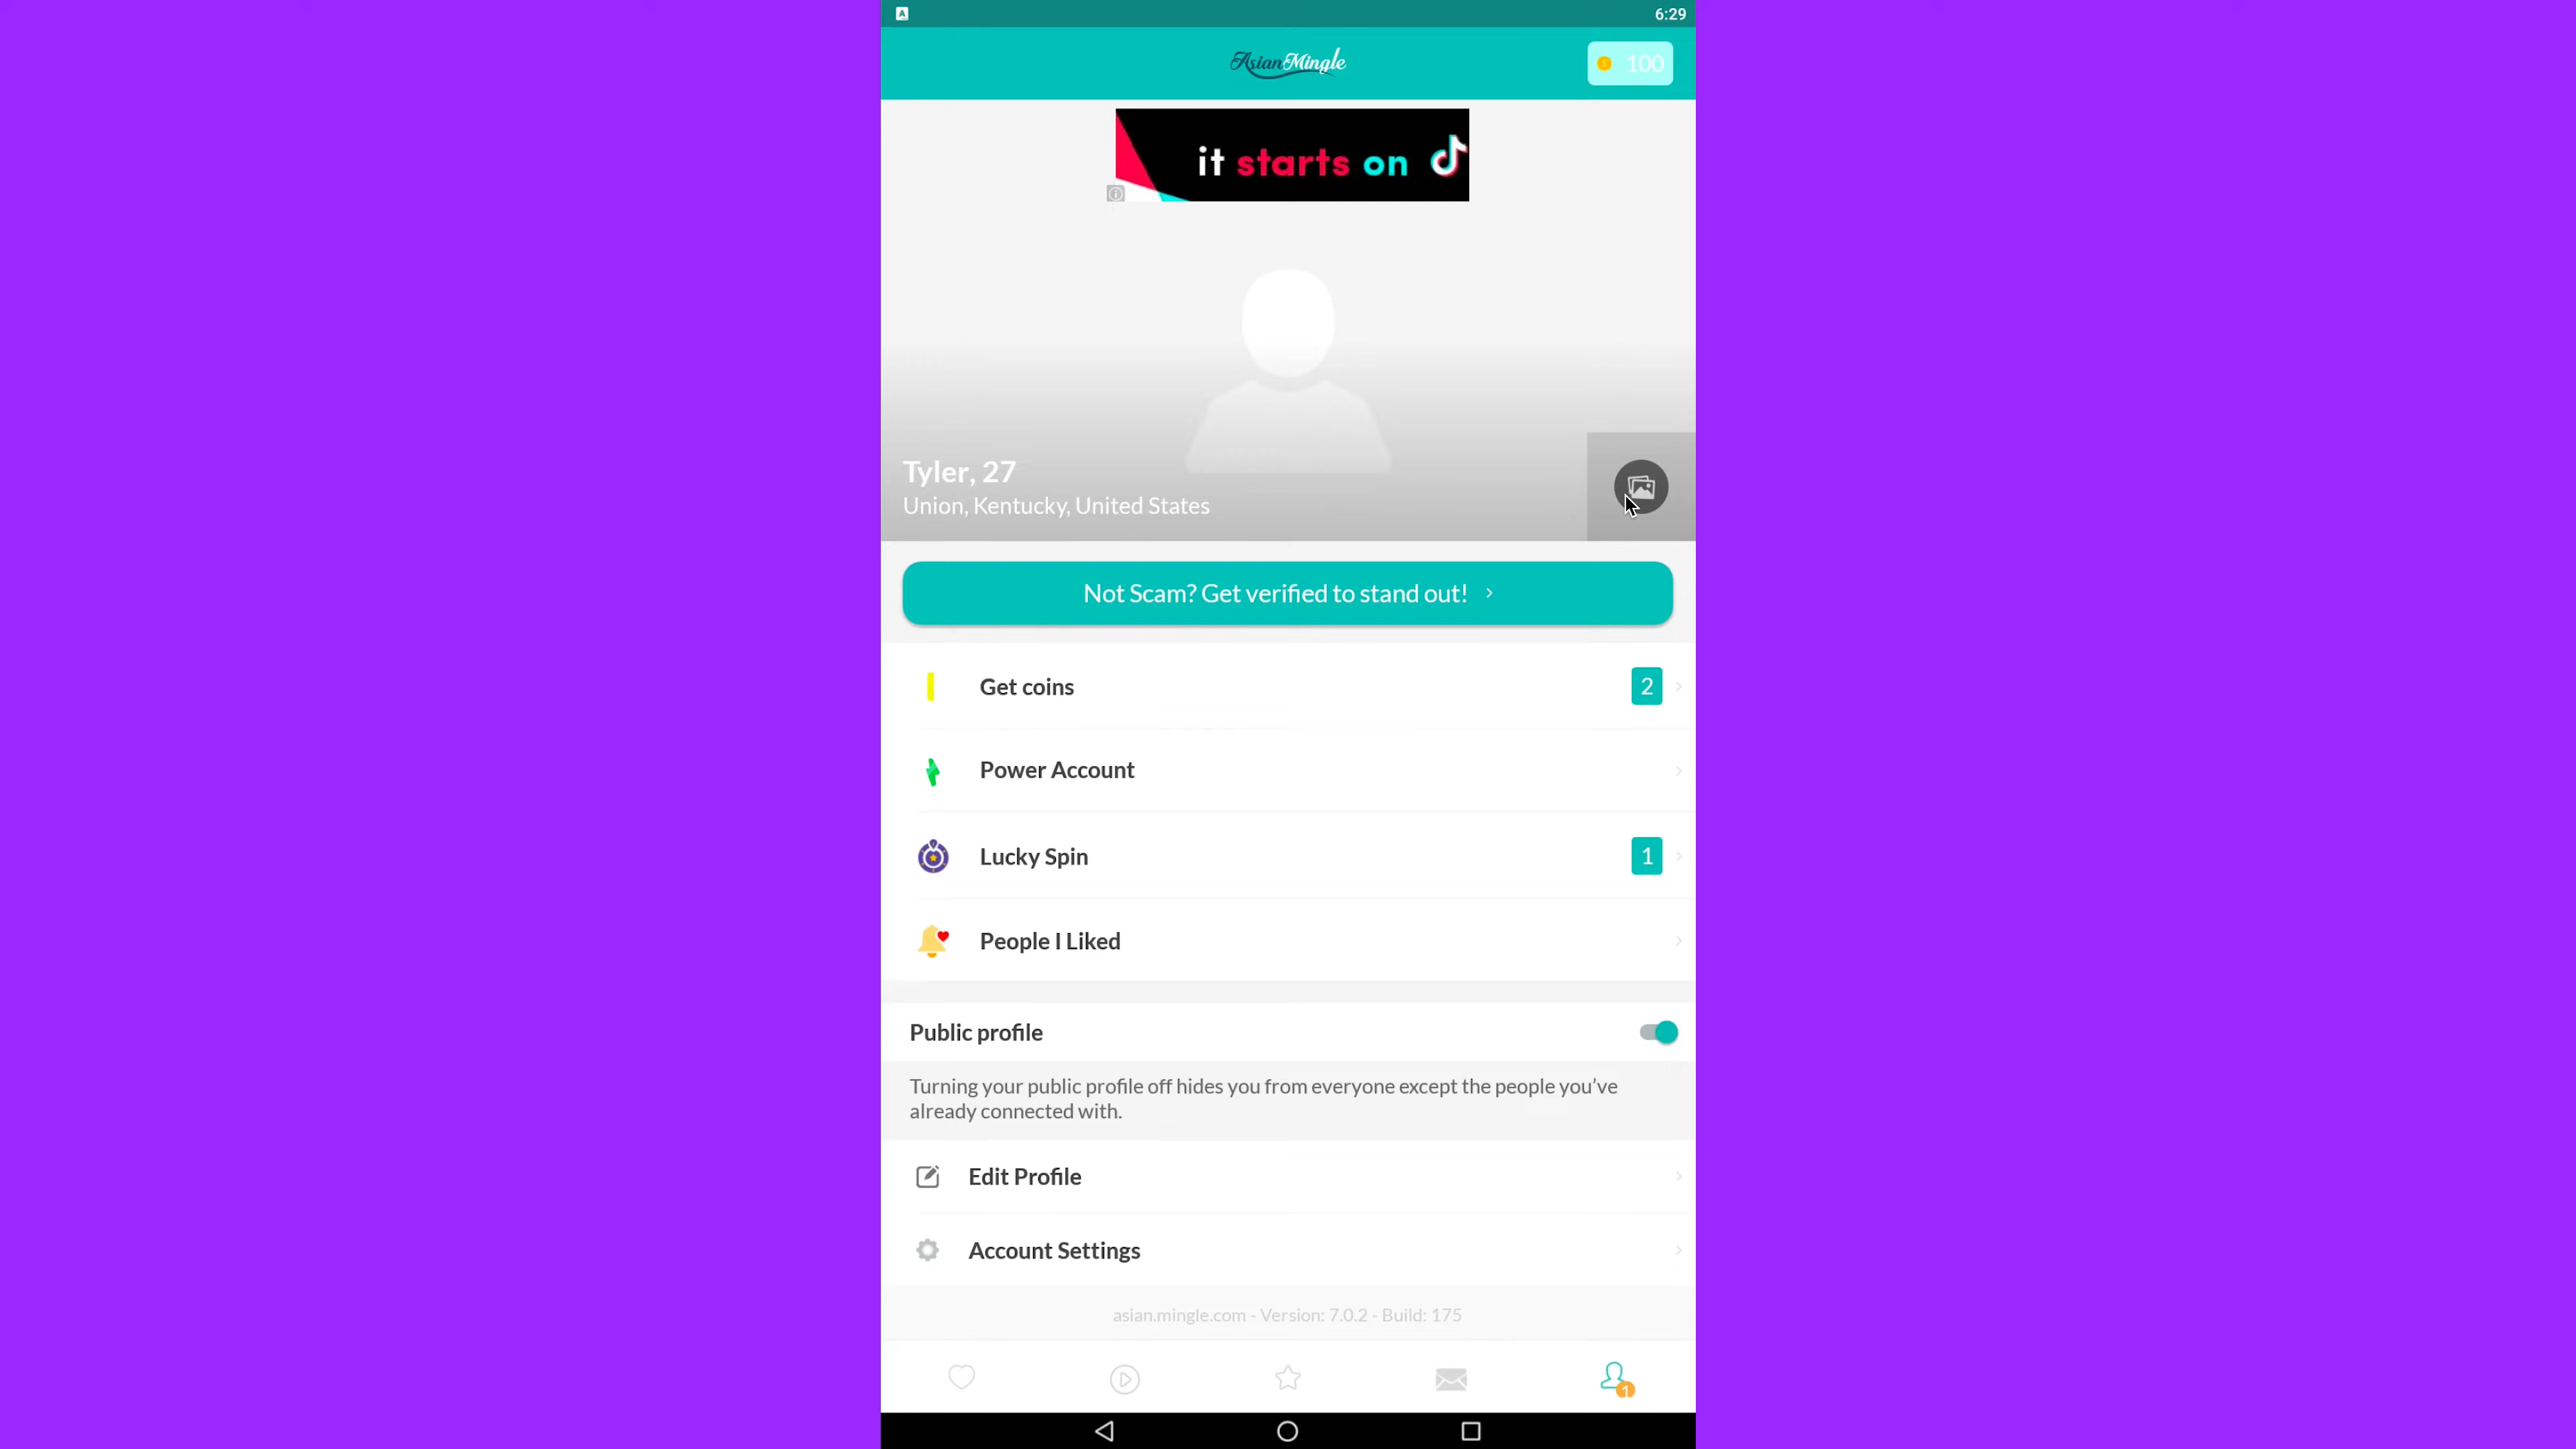 A
6:29
AsianMingle
100
it starts on
Tyler, 27
Union, Kentucky, United States
Not Scam? Get verified to stand out!
Get coins
2
Power Account
Lucky Spin
1
People I Liked
Public profile
Turning your public profile off hides you from everyone except the people you’ve
already connected with.
Edit Profile
Account Settings
asian.mingle.com - Version: 7.0.2 - Build: 175
1